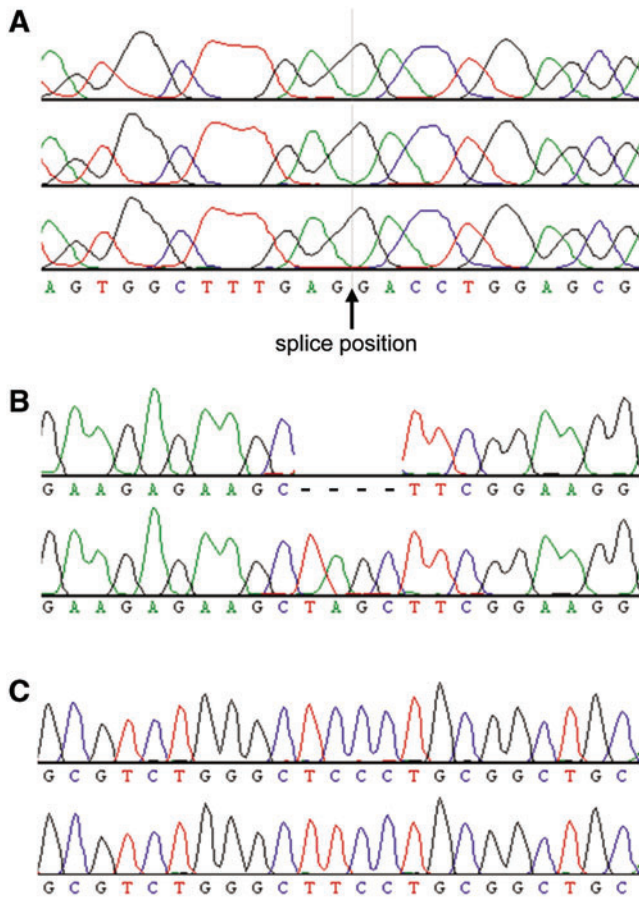 A
A G T G G C T T T G A G G A C C T G G A G C G
splice position
B
G A A G A G A A G C - - - - T T C G G A A G G
G A A G A G A A G C T A G C T T C G G A A G G
C
G C G T C T G G G C T C C C T G C G G C T G C
G C G T C T G G G C T T C C T G C G G C T G C